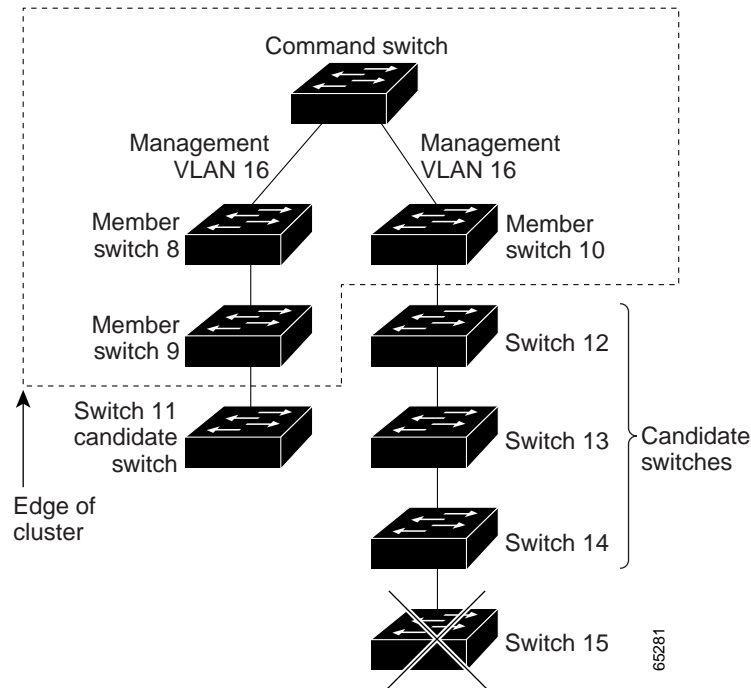 Command switch
Management
VLAN 16
Management
VLAN 16
Member
switch 8
Member
switch 10
Member
switch 9
Switch 12
Switch 11
candidate
switch
Switch 13
Candidate
switches
Edge of
cluster
Switch 14
Switch 15
65281